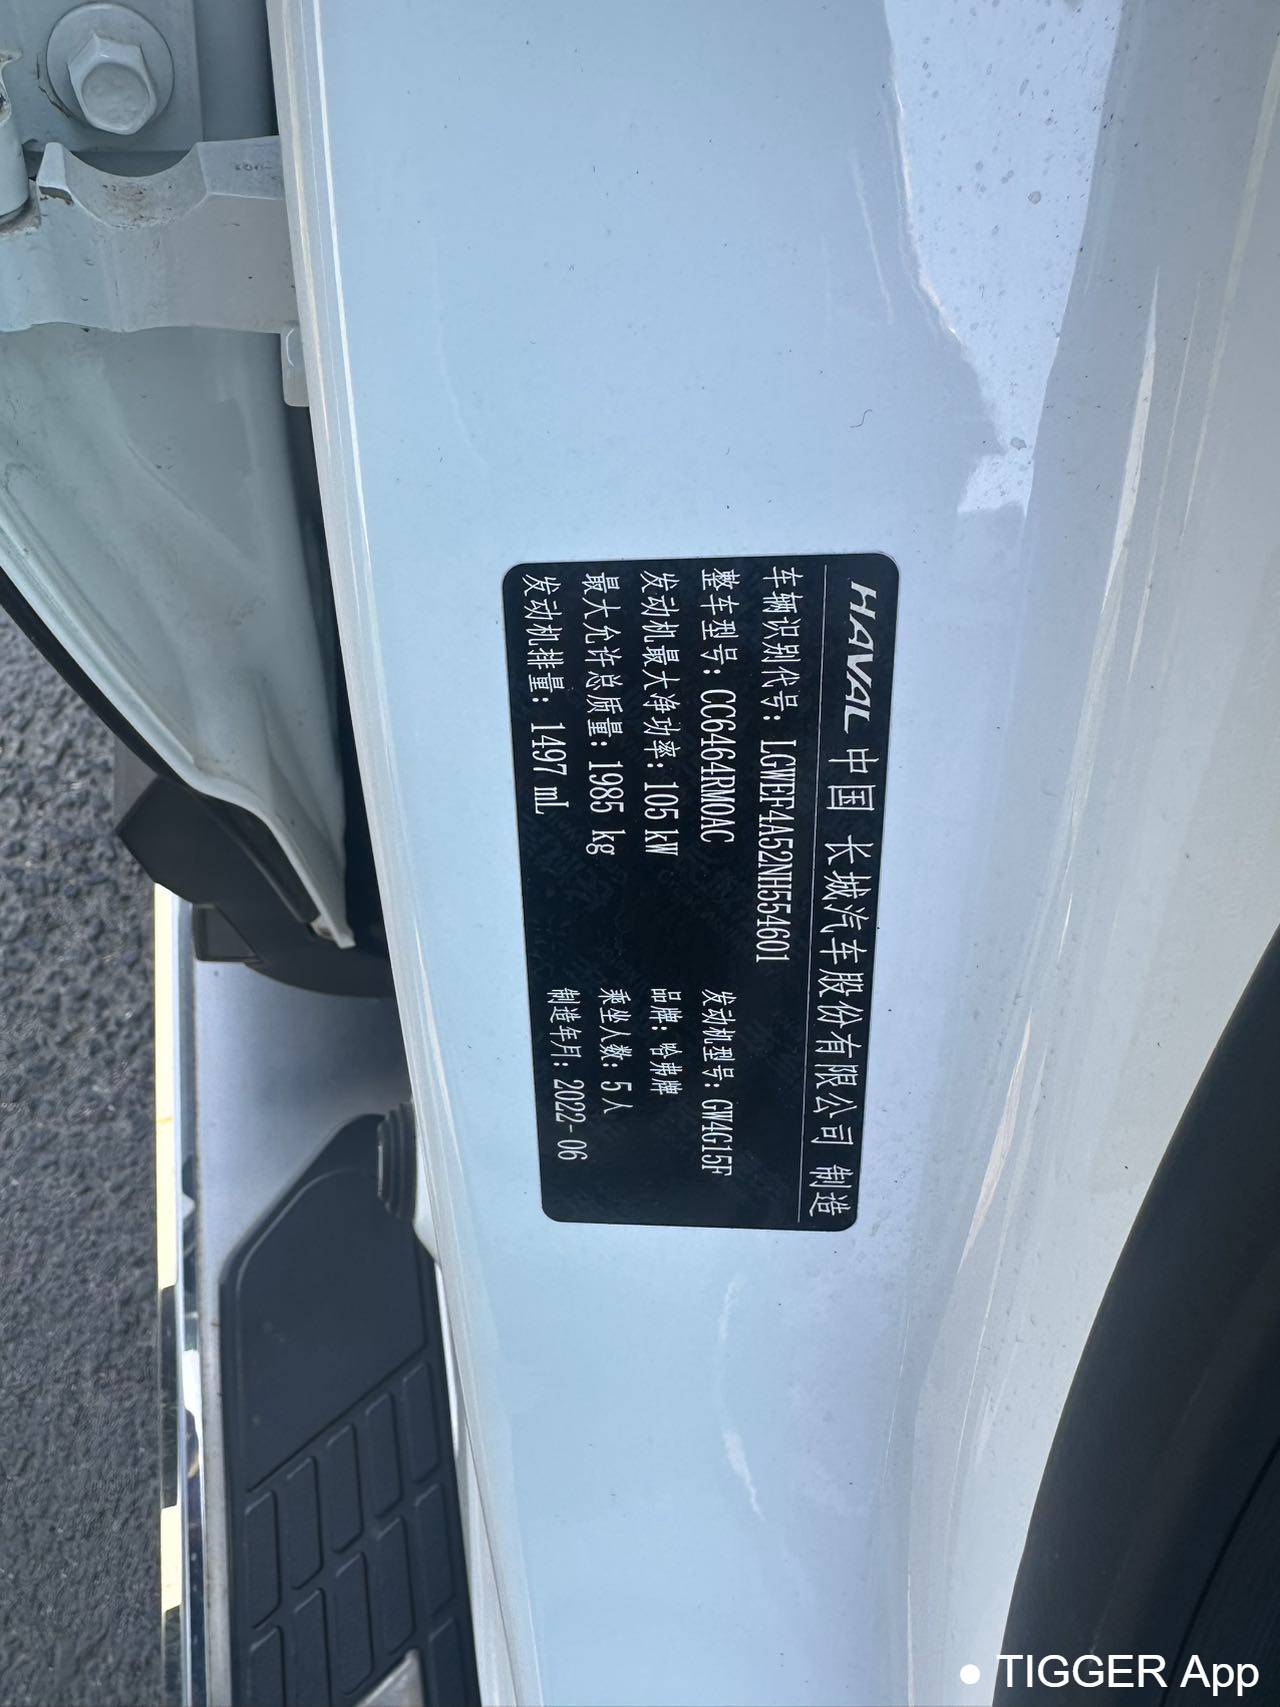 HAVAL 中国 长城汽车股份有限公司 制造
车辆识别代号：LGWEF4A52NH554601
整车型号：CC6464RM0AC 发动机型号：GW4G15F
发动机最大净功率：105 kW 品牌：哈弗牌
最大允许总质量：1985 kg 乘坐人数：5人
发动机排量：1497 mL 制造年月：2022-06
TIGGER App